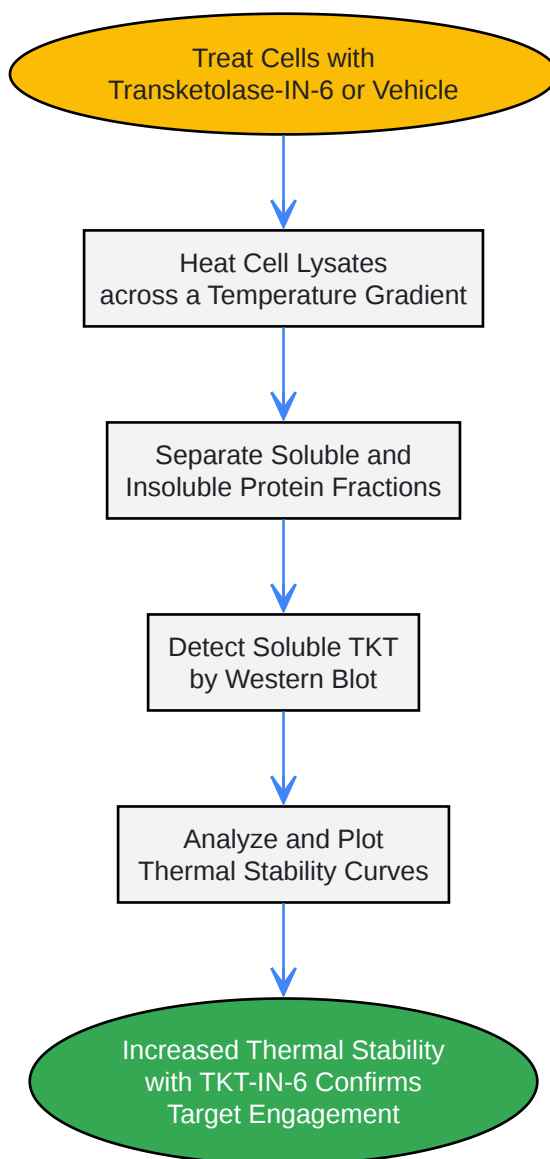 Treat Cells with
Transketolase-IN-6 or Vehicle
Heat Cell Lysates
across a Temperature Gradient
Separate Soluble and
Insoluble Protein Fractions
Detect Soluble TKT
by Western Blot
Analyze and Plot
Thermal Stability Curves
Increased Thermal Stability
with TKT-IN-6 Confirms
Target Engagement